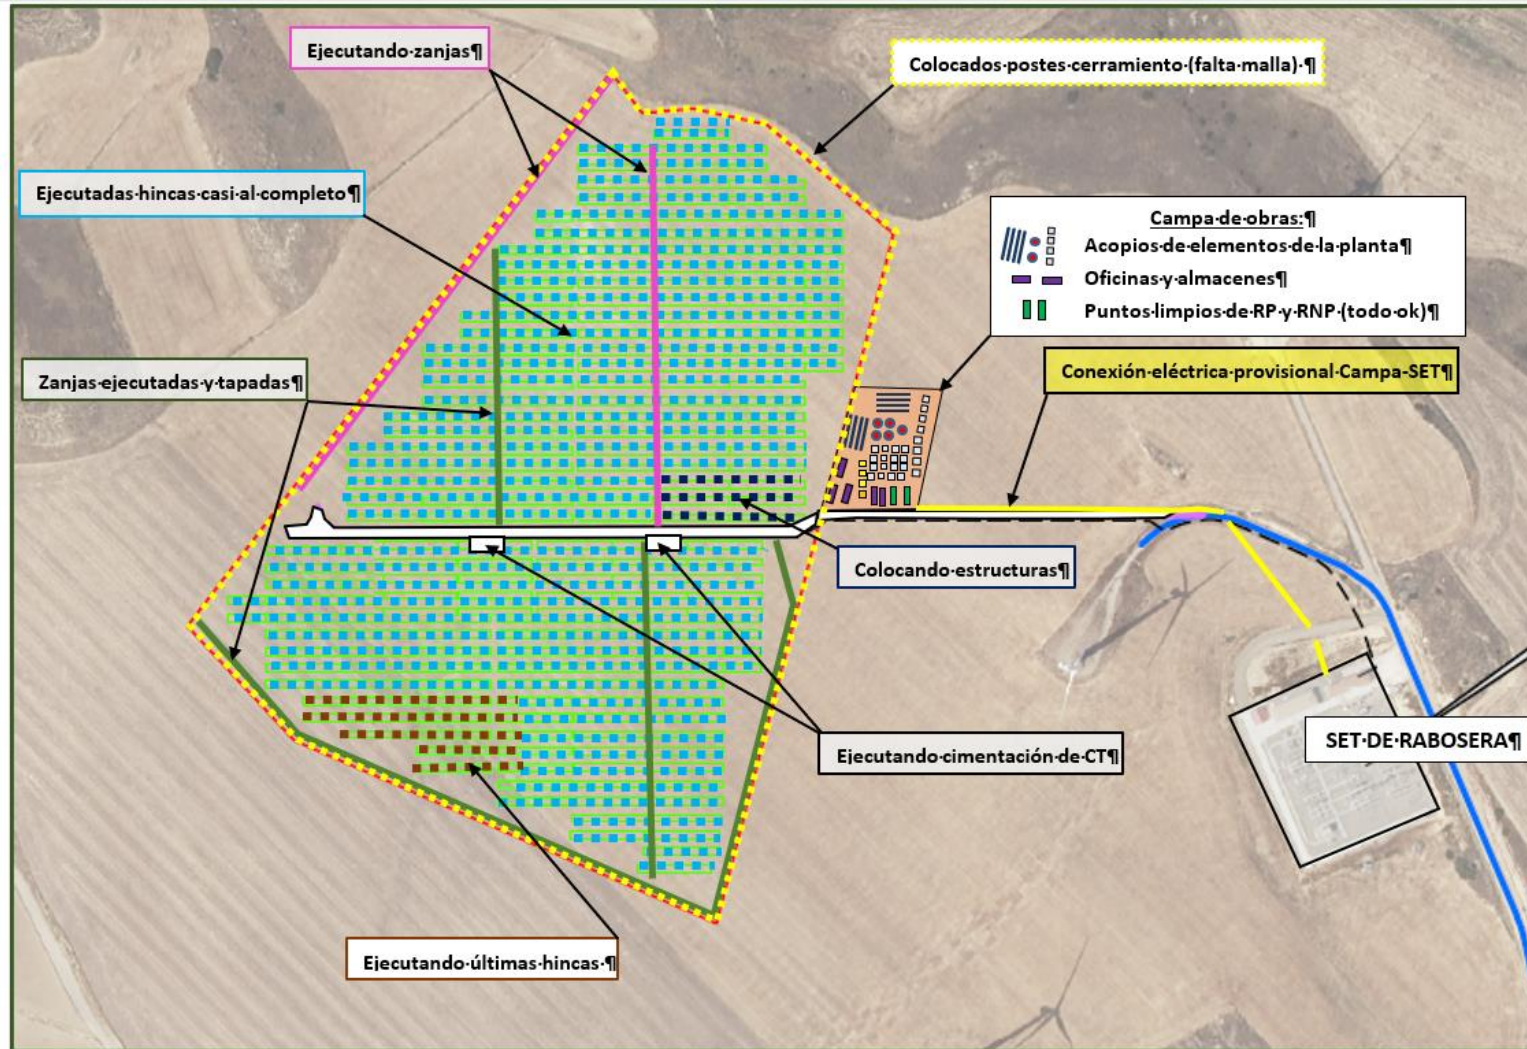 Ejecutando·zanjas¶
Colocados·postes·cerramiento·(falta·malla)·¶
Ejecutadas·hincas·casi·al·completo¶
Campa·de·obras:¶
Acopios·de·elementos·de·la·planta¶
Oficinas·y·almacenes¶
Puntos·limpios·de·RP·y·RNP·(todo·ok)¶
Zanjas·ejecutadas·y·tapadas¶
Conexión·eléctrica·provisional·Campa-SET¶
Colocando·estructuras¶
Ejecutando·cimentación·de·CT¶
SET·DE·RABOSERA¶
Ejecutando·últimas·hincas·¶